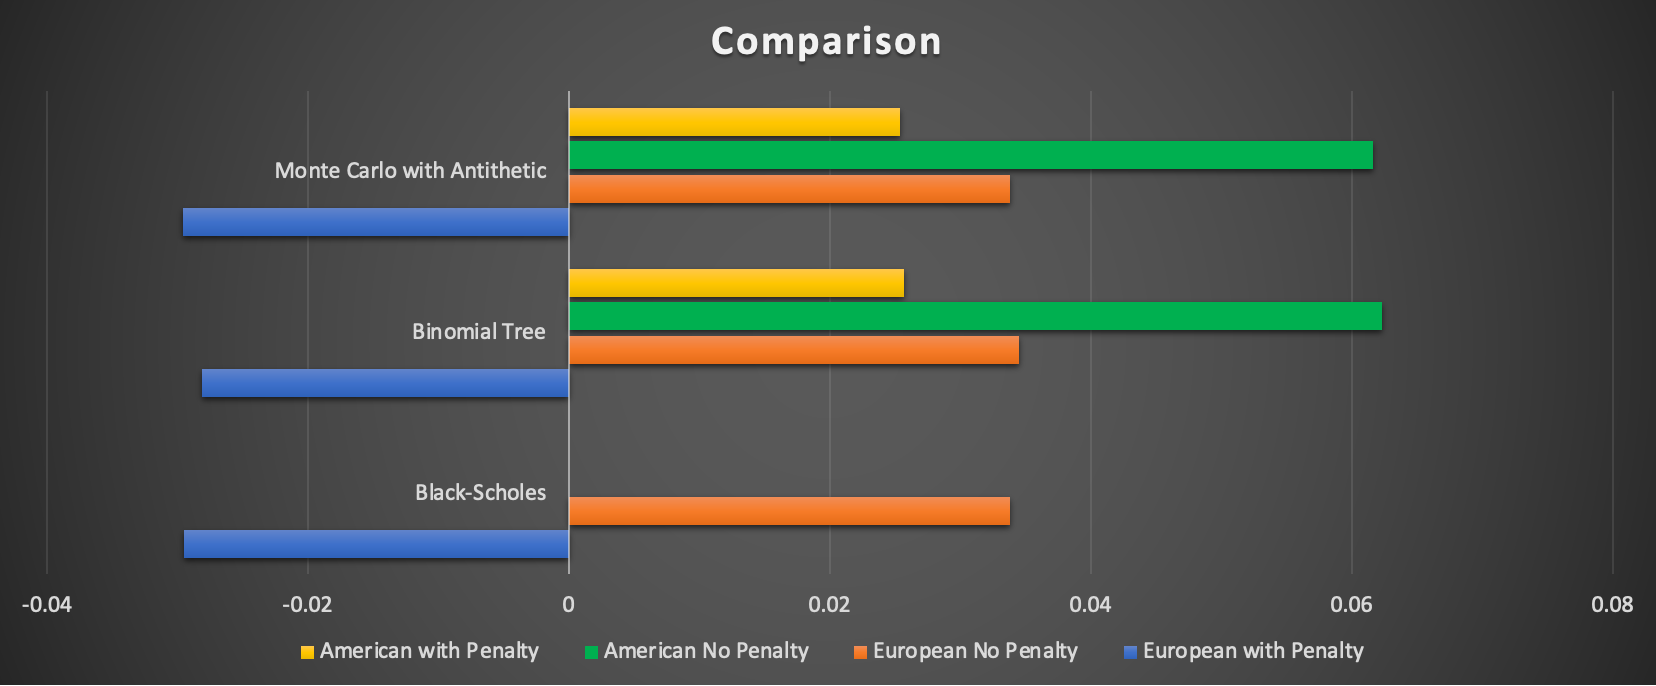 Comparison
Monte Carlo with Antithetic
Binomial Tree
Black-Scholes
-0.04 -0.02 0 0.02 0.04 0.06 0.08
American with Penalty American No Penalty European No Penalty European with Penalty